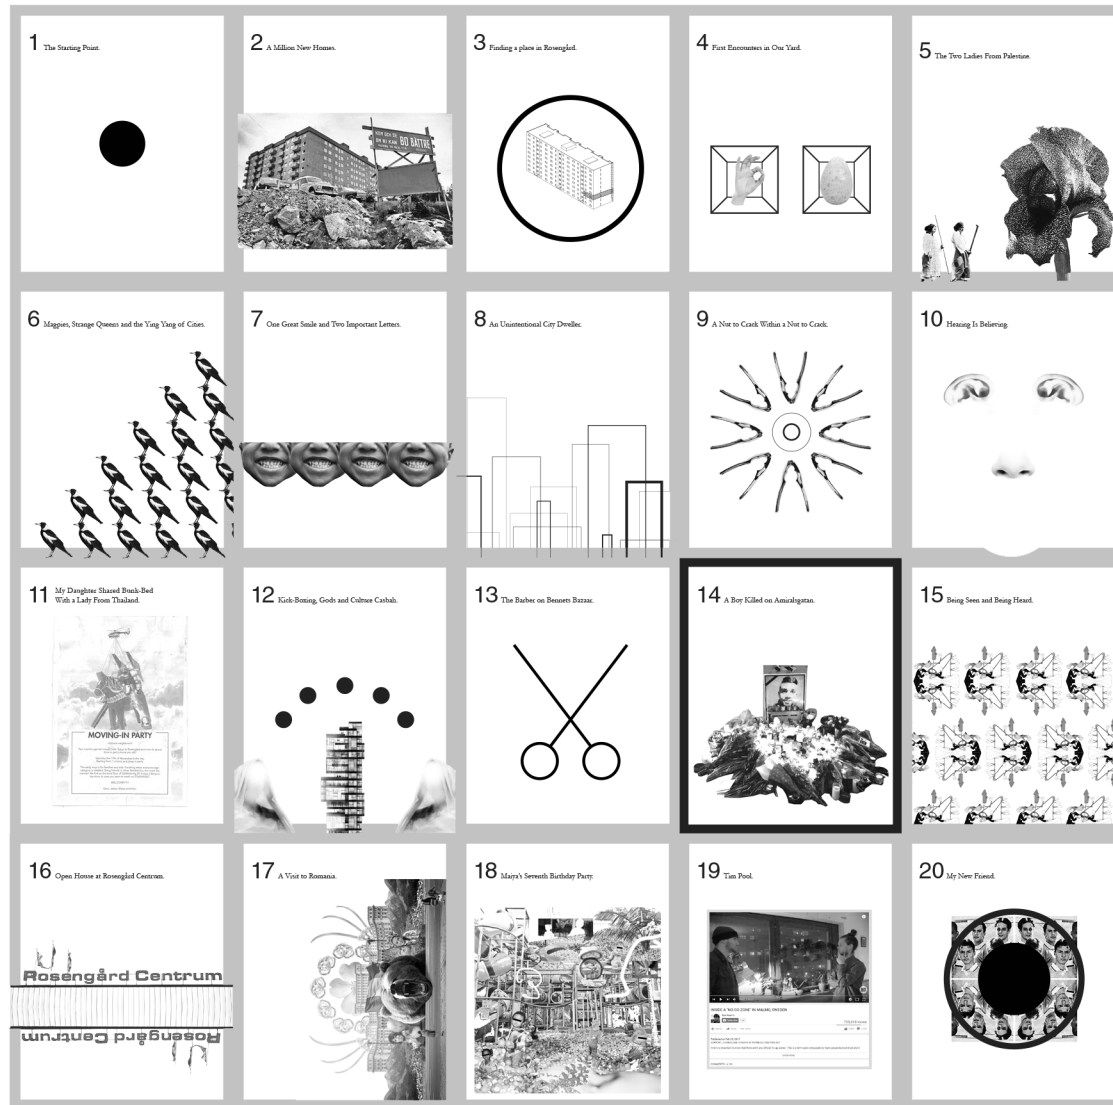 1 The Starting Point.
2 A Million New Homes.
3 Finding a place in Rosengård.
4 First Encounters in Our Yard.
5 The Two Ladies From Palestine.
BO BÄTTRE
6 Magpies, Strange Queens and the Ying Yang of Cities.
7 One Great Smile and Two Important Letters.
8 An Unintentional City Dweller.
9 A Nut to Crack Within a Nut to Crack.
10 Hearing Is Believing.
11 My Daughter Shared Bunk-Bed
With a Lady From Thailand.
12 Kick-Boxing, Gods and Culture Casbah.
13 The Barber on Bennets Bazaar.
14 A Boy Killed on Amiralsgatan.
15 Being Seen and Being Heard.
MOVING-IN PARTY
16 Open House at Rosengård Centrum.
17 A Visit to Romania.
18 Maiya's Seventh Birthday Party.
19 Tim Pool.
20 My New Friend.
Rosengård Centrum
Rosengård Centrum
INSIDE A "NO GO ZONE" IN MALMO, SWEDEN